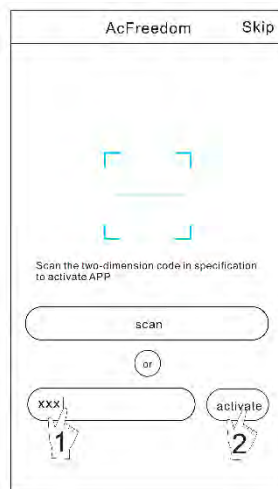 AcFreedom Skip
Scan the two-dimension code in specification
to activate APP
scan
or
xxx activate
1 2